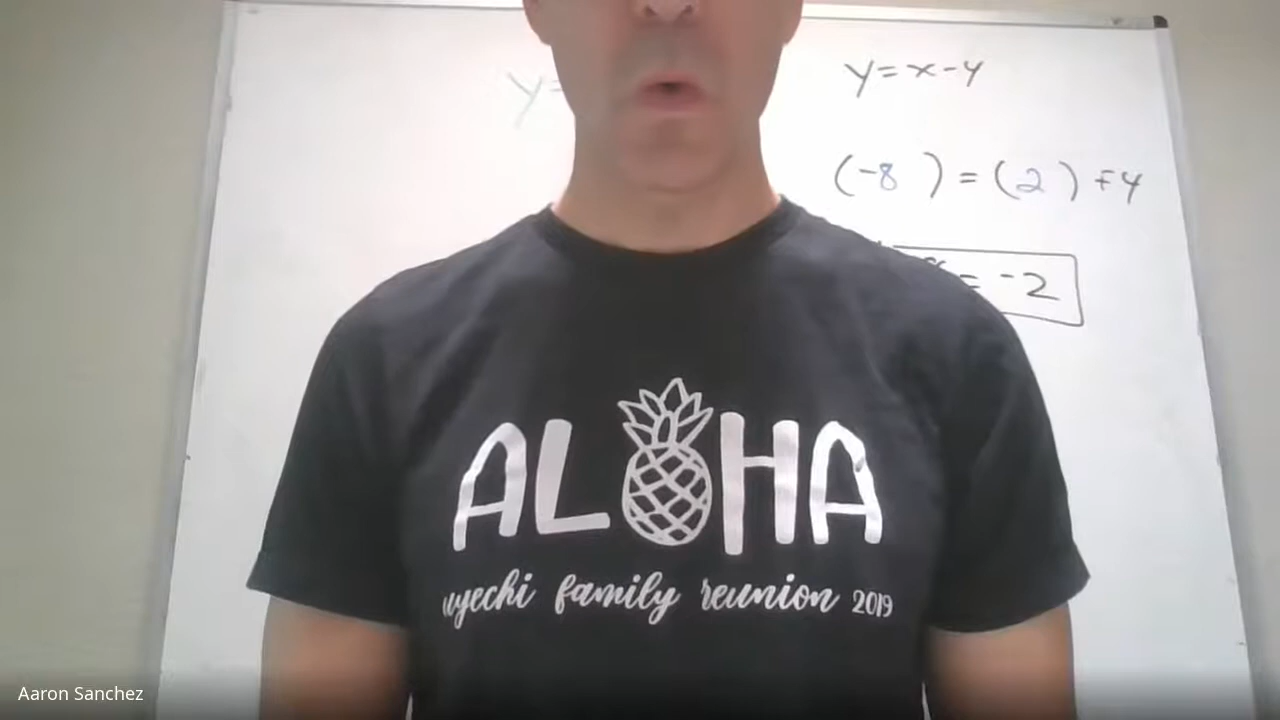 y=
y=x-4
(-8 ) = (2 ) + 4
= -2
ALOHA
uyechi family reunion 2019
Aaron Sanchez